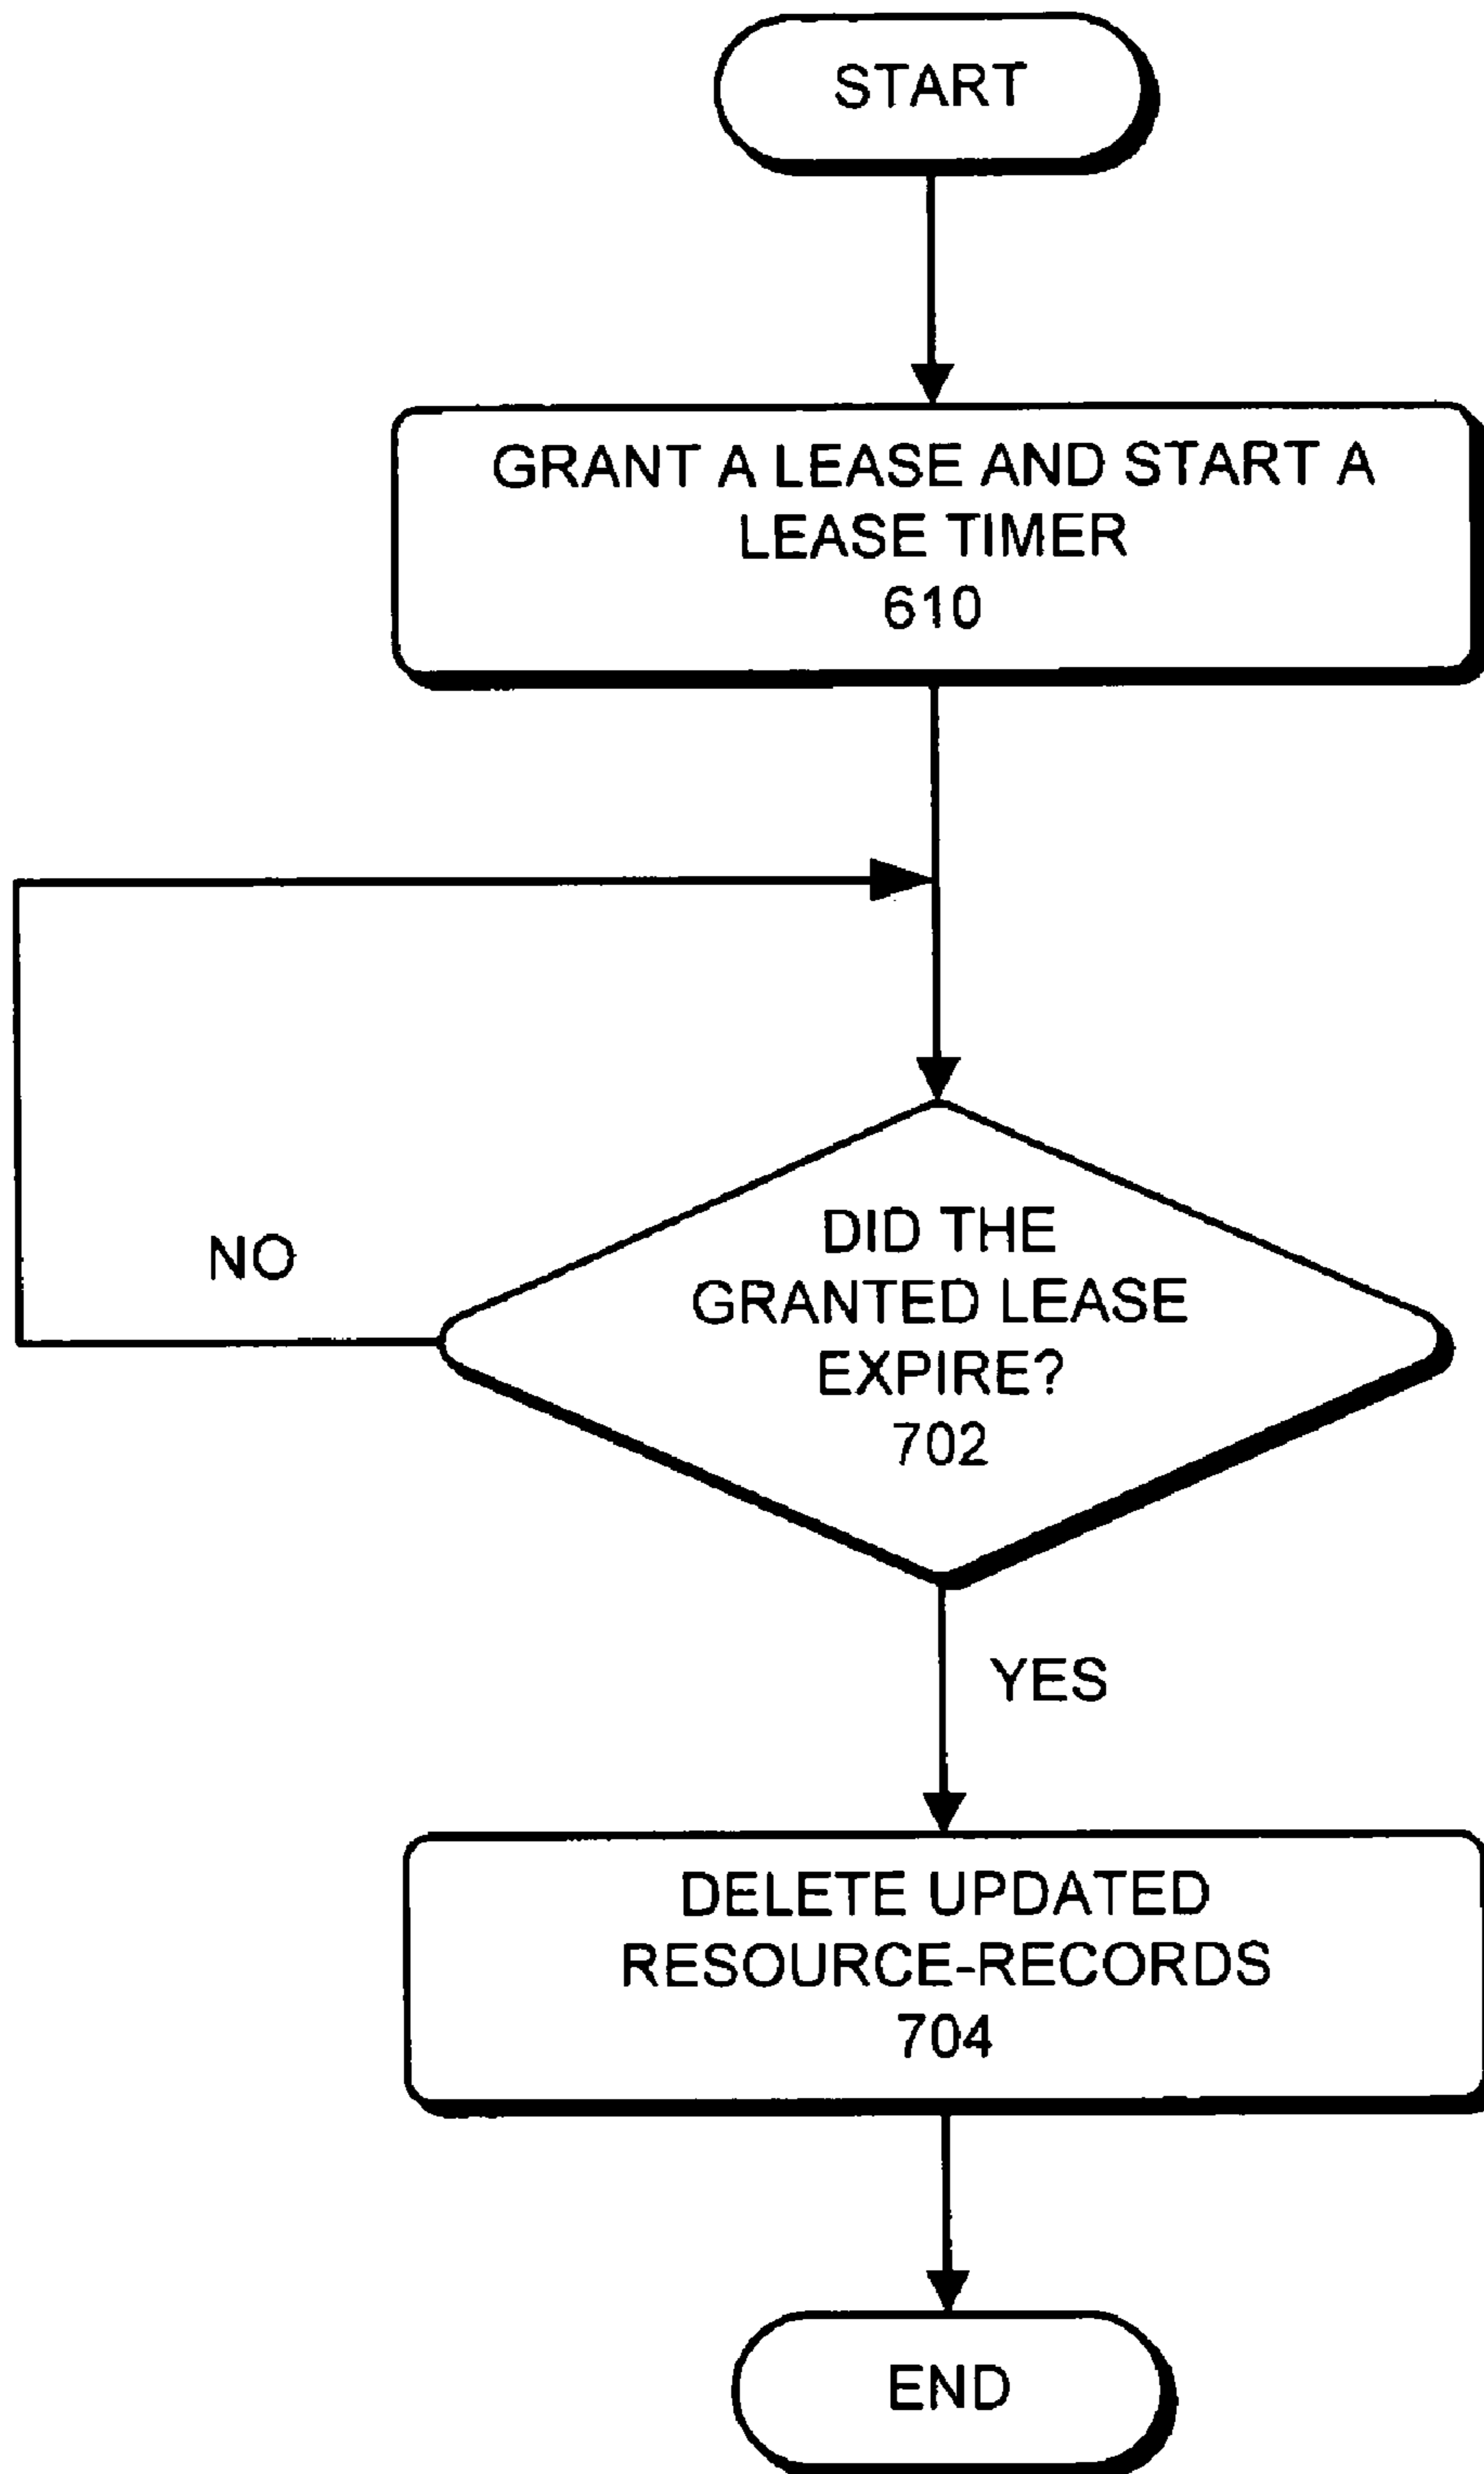 START
GRANT A LEASE AND START A
LEASE TIMER
610
DID THE
GRANTED LEASE
EXPIRE?
702
NO
YES
DELETE UPDATED
RESOURCE-RECORDS
704
END